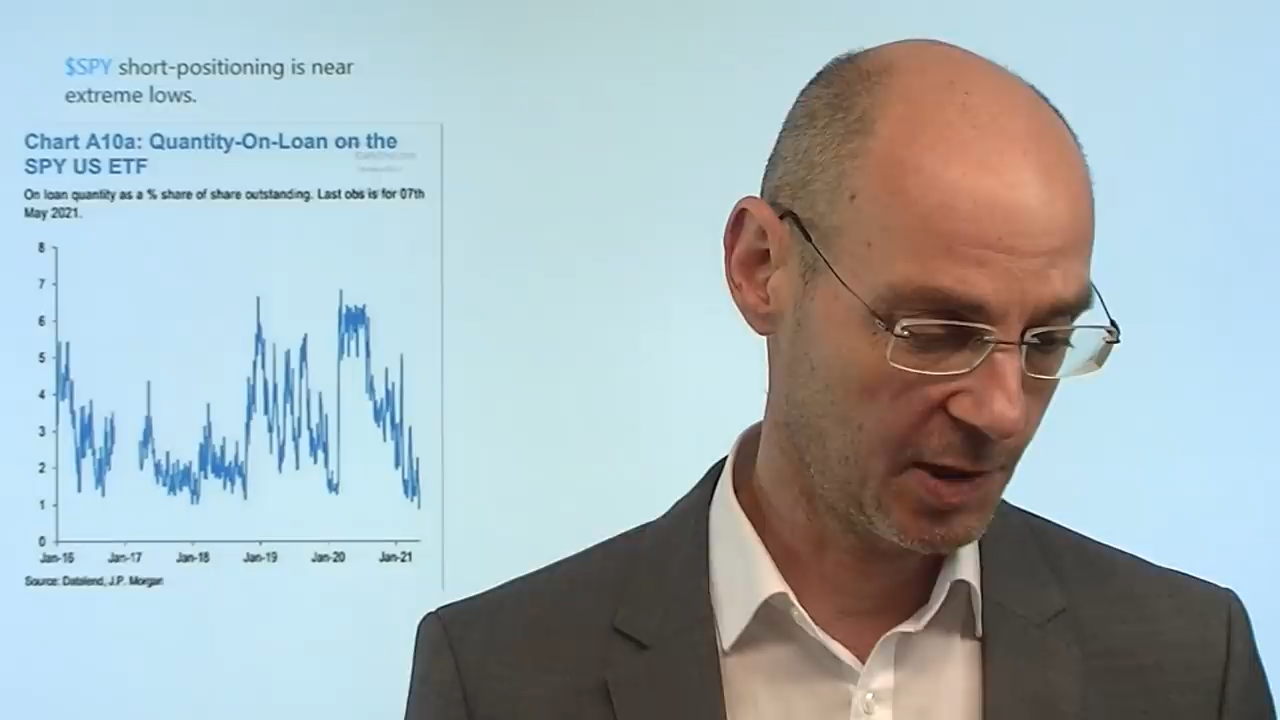 $SPY short-positioning is near
extreme lows.
Chart A10a: Quantity-On-Loan on the
SPY US ETF
On loan quantity as a % share of share outstanding. Last obs is for 07th
May 2021.
8
7
6
5
4
3
2
1
0
Jan-16 Jan-17 Jan-18 Jan-19 Jan-20 Jan-21
Source: Datalend, J.P. Morgan